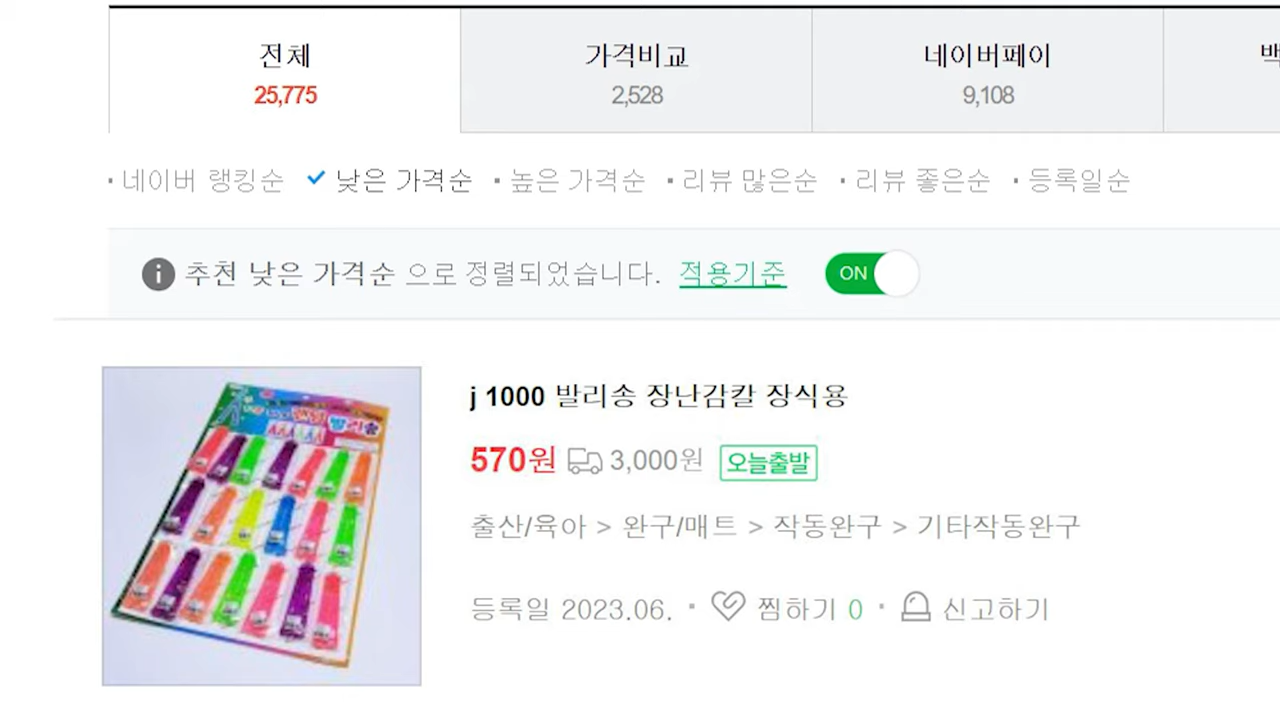 전체
25,775
가격비교
2,528
네이버페이
9,108
네이버 랭킹순 낮은 가격순 높은 가격순 리뷰 많은순 리뷰 좋은순 등록일순
추천 낮은 가격순 으로 정렬되었습니다. 적용기준 ON
j 1000 발리송 장난감칼 장식용
570원 3,000원 오늘출발
출산/육아 > 완구/매트 > 작동완구 > 기타작동완구
등록일 2023.06. 찜하기 0 신고하기